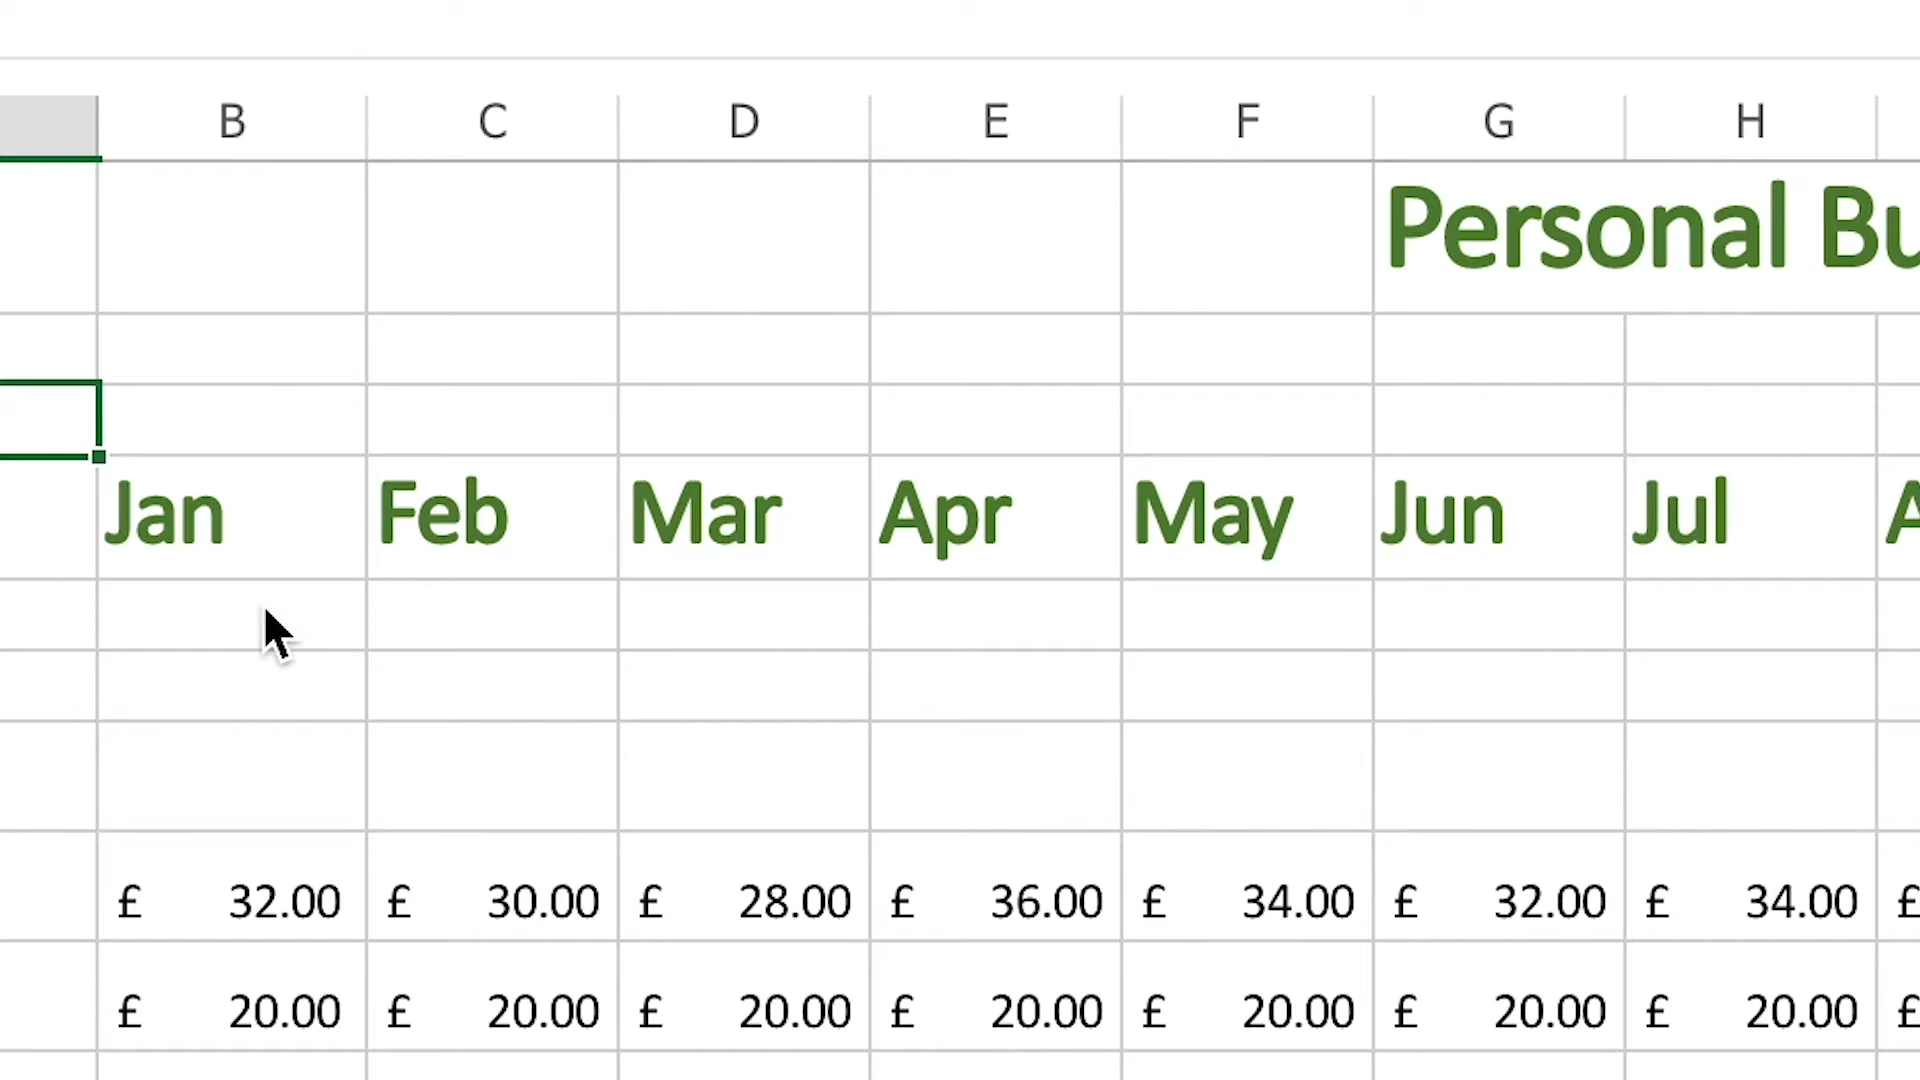 B C D E F G H
Personal Bu
Jan Feb Mar Apr May Jun Jul A
£ 32.00 £ 30.00 £ 28.00 £ 36.00 £ 34.00 £ 32.00 £ 34.00 £
£ 20.00 £ 20.00 £ 20.00 £ 20.00 £ 20.00 £ 20.00 £ 20.00 £